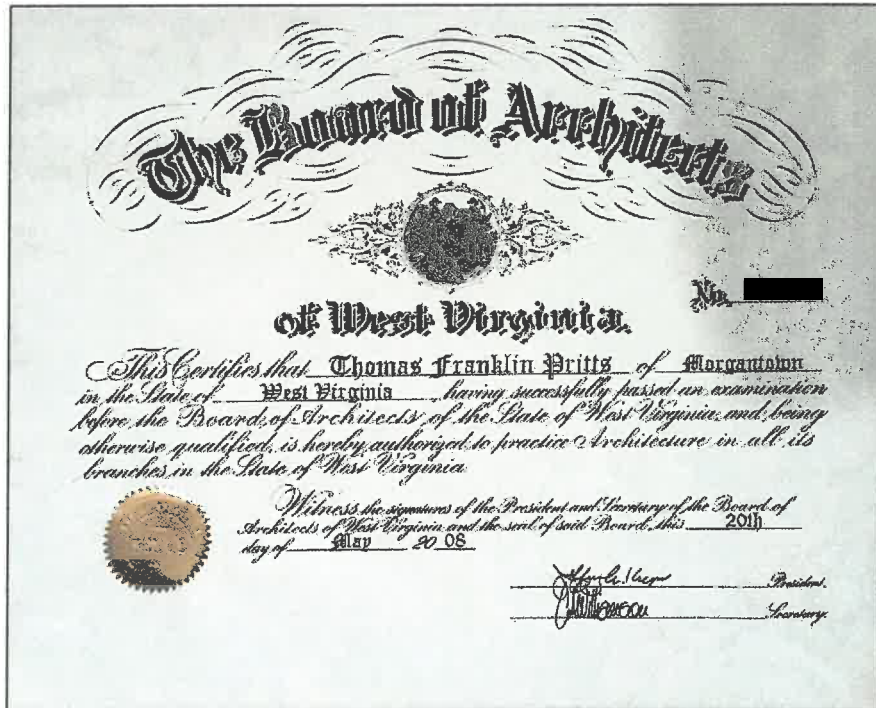 The Board of Architects
of West Virginia.
No.
This Certifies that Thomas Franklin Pritts of Morgantown
in the State of West Virginia, having successfully passed an examination
before the Board of Architects of the State of West Virginia and being
otherwise qualified, is hereby authorized to practice Architecture in all its
branches in the State of West Virginia
Witness the signatures of the President and Secretary of the Board of
Architects of West Virginia and the seal of said Board, this 20th
day of May 20 08
President.
Secretary.